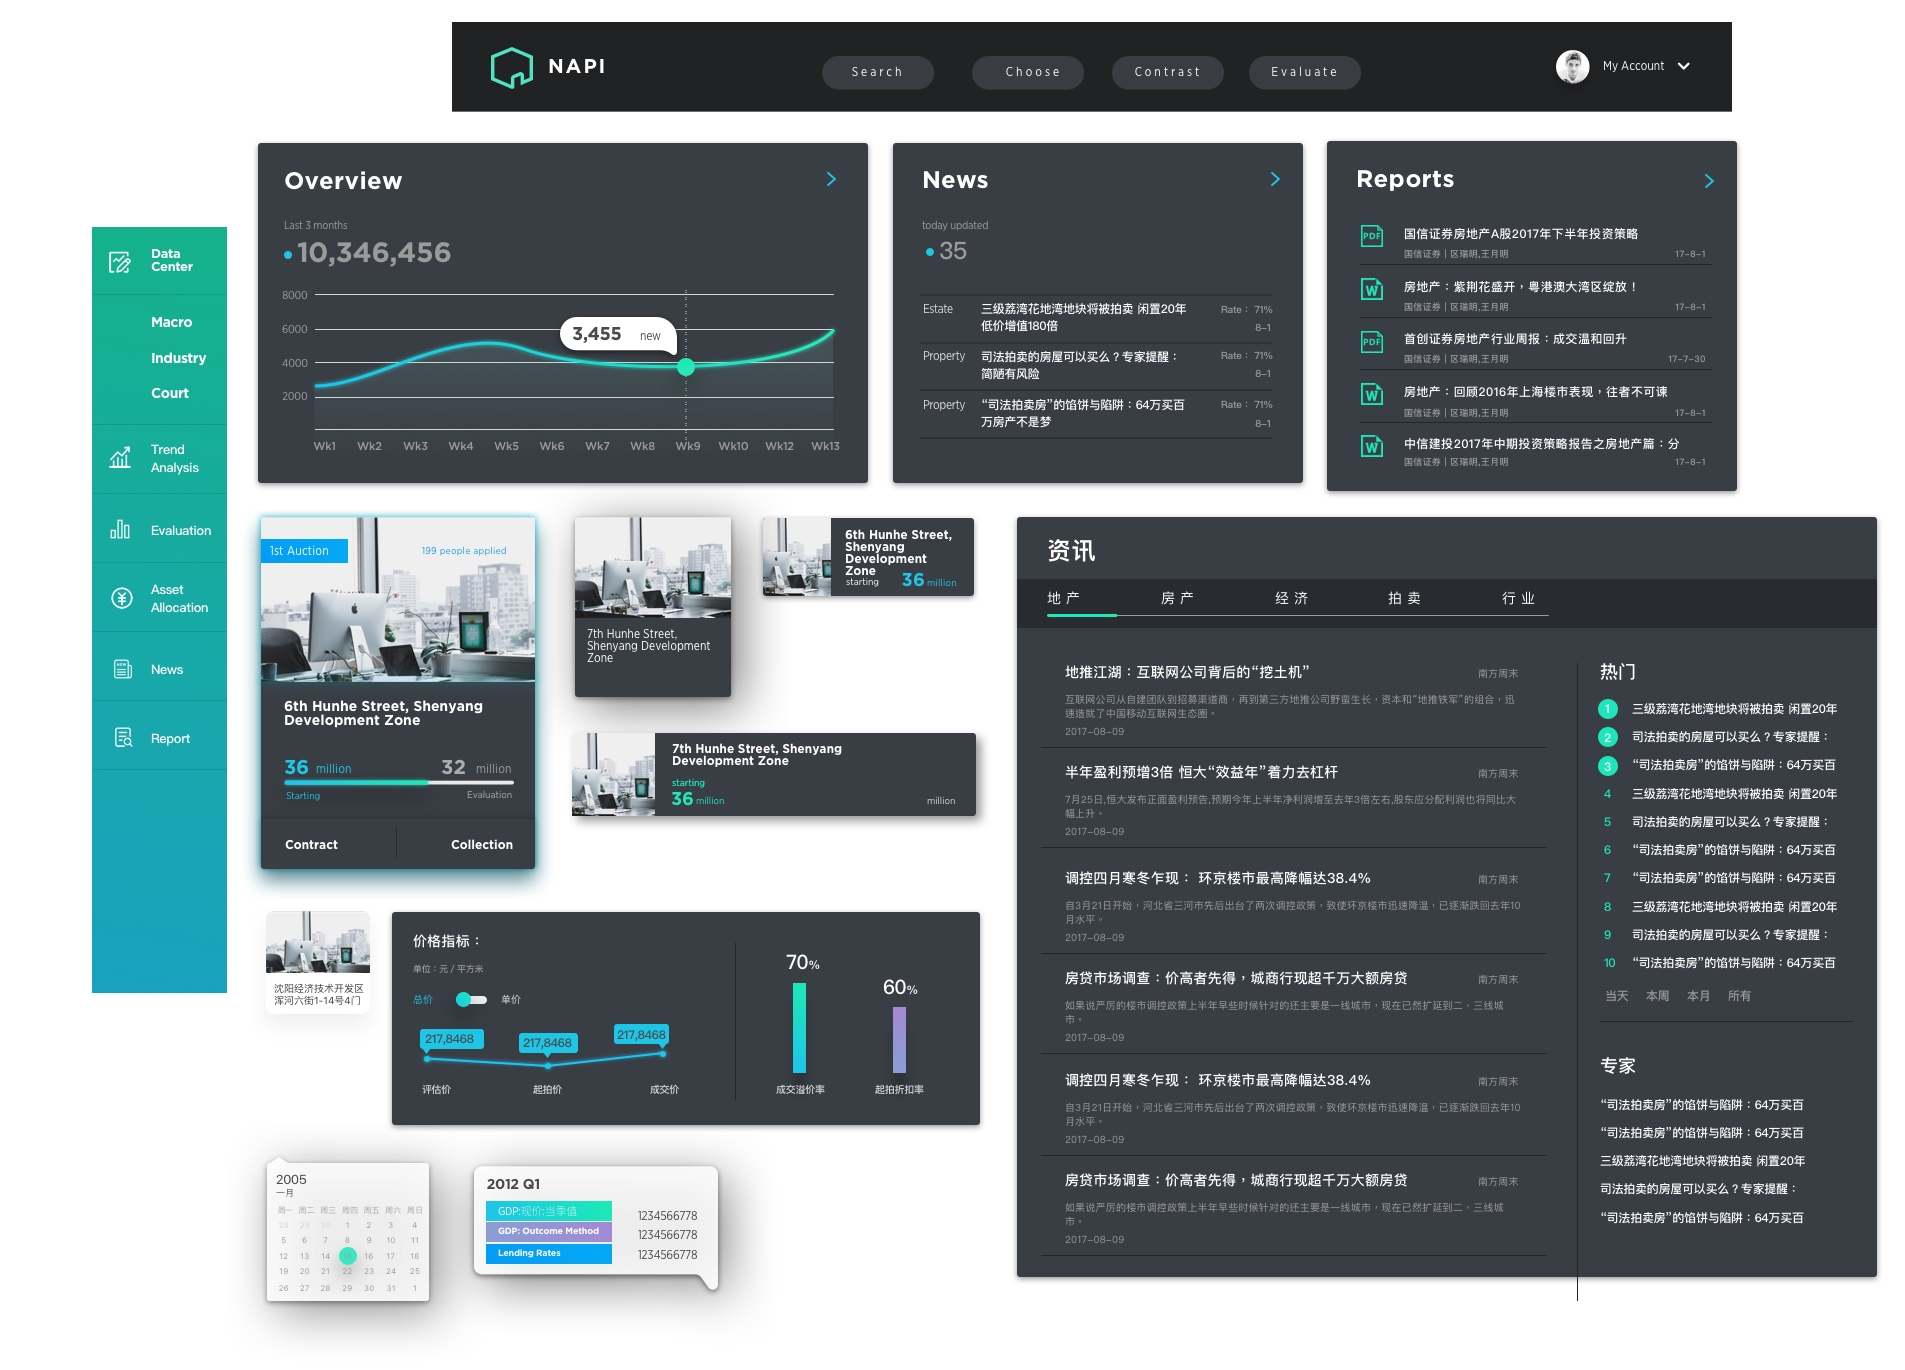 NAPI
Search
Choose
Contrast
Evaluate
My Account
Data
Center
Macro
Industry
Court
Trend
Analysis
Evaluation
Asset
Allocation
News
Report
Overview
Last 3 months
10,346,456
8000
6000
4000
2000
3,455 new
Wk1 Wk2 Wk3 Wk4 Wk5 Wk6 Wk7 Wk8 Wk9 Wk10 Wk12 Wk13
News
today updated
35
Estate
三级荔湾花地湾地块将被拍卖 闲置20年
低价增值180倍
Rate： 71%
8-1
Property
司法拍卖的房屋可以买么？专家提醒：
简陋有风险
Rate： 71%
8-1
Property
“司法拍卖房”的馅饼与陷阱：64万买百
万房产不是梦
Rate： 71%
8-1
Reports
PDF
国信证券房地产A股2017年下半年投资策略
国信证券 | 区瑞明,王月明
17-8-1
W
房地产：紫荆花盛开，粤港澳大湾区绽放！
国信证券 | 区瑞明,王月明
17-8-1
PDF
首创证券房地产行业周报：成交温和回升
国信证券 | 区瑞明,王月明
17-7-30
W
房地产：回顾2016年上海楼市表现，往者不可谏
国信证券 | 区瑞明,王月明
17-8-1
W
中信建投2017年中期投资策略报告之房地产篇：分
国信证券 | 区瑞明,王月明
17-8-1
1st Auction
199 people applied
6th Hunhe Street, Shenyang
Development Zone
36 million
32 million
Starting
Evaluation
Contract
Collection
7th Hunhe Street,
Shenyang Development
Zone
6th Hunhe Street,
Shenyang
Development
Zone
starting
36 million
7th Hunhe Street, Shenyang
Development Zone
starting
36 million
million
沈阳经济技术开发区
浑河六街1-14号4门
价格指标：
单位：元 / 平方米
总价
单价
217,8468
217,8468
217,8468
评估价
起拍价
成交价
70%
60%
成交溢价率
起拍折扣率
2005
一月
周一 周二 周三 周四 周五 周六 周日
28 29 30 1 2 3 4
5 6 7 8 9 10 11
12 13 14 16 17 18
19 20 21 22 23 24 25
26 27 28 29 30 31 1
2012 Q1
GDP:现价:当季值
1234566778
GDP: Outcome Method
1234566778
Lending Rates
1234566778
资讯
地产
房产
经济
拍卖
行业
地推江湖：互联网公司背后的“挖土机”
南方周末
互联网公司从自建团队到招募渠道商，再到第三方地推公司野蛮生长，资本和“地推铁军”的组合，迅
速造就了中国移动互联网生态圈。
2017-08-09
半年盈利预增3倍 恒大“效益年”着力去杠杆
南方周末
7月25日,恒大发布正面盈利预告,预期今年上半年净利润增至去年3倍左右,股东应分配利润也将同比大
幅上升。
2017-08-09
调控四月寒冬乍现： 环京楼市最高降幅达38.4%
南方周末
自3月21日开始，河北省三河市先后出台了两次调控政策，致使环京楼市迅速降温，已逐渐跌回去年10
月水平。
2017-08-09
房贷市场调查：价高者先得，城商行现超千万大额房贷
南方周末
如果说严厉的楼市调控政策上半年早些时候针对的还主要是一线城市，现在已然扩延到二、三线城
市。
2017-08-09
调控四月寒冬乍现： 环京楼市最高降幅达38.4%
南方周末
自3月21日开始，河北省三河市先后出台了两次调控政策，致使环京楼市迅速降温，已逐渐跌回去年10
月水平。
2017-08-09
房贷市场调查：价高者先得，城商行现超千万大额房贷
南方周末
如果说严厉的楼市调控政策上半年早些时候针对的还主要是一线城市，现在已然扩延到二、三线城
市。
2017-08-09
热门
1 三级荔湾花地湾地块将被拍卖 闲置20年
2 司法拍卖的房屋可以买么？专家提醒：
3 “司法拍卖房”的馅饼与陷阱：64万买百
4 三级荔湾花地湾地块将被拍卖 闲置20年
5 司法拍卖的房屋可以买么？专家提醒：
6 “司法拍卖房”的馅饼与陷阱：64万买百
7 “司法拍卖房”的馅饼与陷阱：64万买百
8 三级荔湾花地湾地块将被拍卖 闲置20年
9 司法拍卖的房屋可以买么？专家提醒：
10 “司法拍卖房”的馅饼与陷阱：64万买百
当天 本周 本月 所有
专家
“司法拍卖房”的馅饼与陷阱：64万买百
“司法拍卖房”的馅饼与陷阱：64万买百
三级荔湾花地湾地块将被拍卖 闲置20年
司法拍卖的房屋可以买么？专家提醒：
“司法拍卖房”的馅饼与陷阱：64万买百